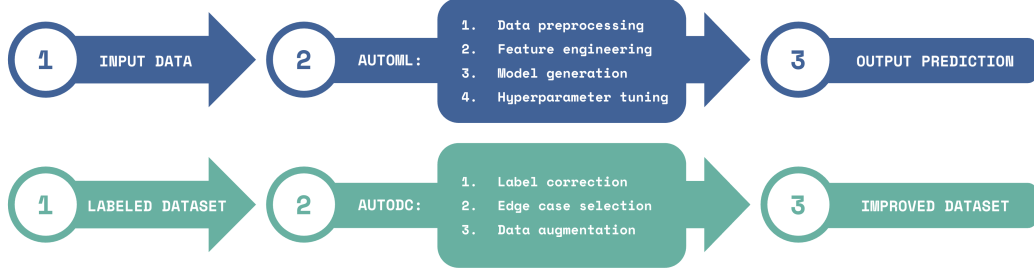 1 INPUT DATA
2 AUTOML:
1. Data preprocessing
2. Feature engineering
3. Model generation
4. Hyperparameter tuning
3 OUTPUT PREDICTION
1 LABELED DATASET
2 AUTODC:
1. Label correction
2. Edge case selection
3. Data augmentation
3 IMPROVED DATASET